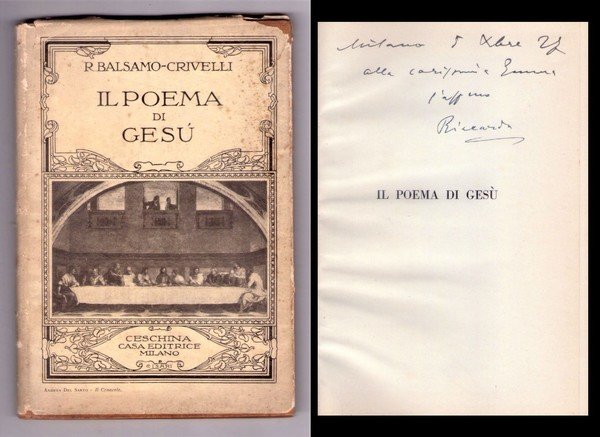 R. BALSAMO-CRIVELLI
IL POEMA
DI
GESÚ
CESCHINA
CASA EDITRICE
MILANO
ANDREA DEL SARTO - Il Cenacolo.
Milano 5 Xbre 27
alla carissima Emma
l'aff mo
Riccardo
IL POEMA DI GESÙ